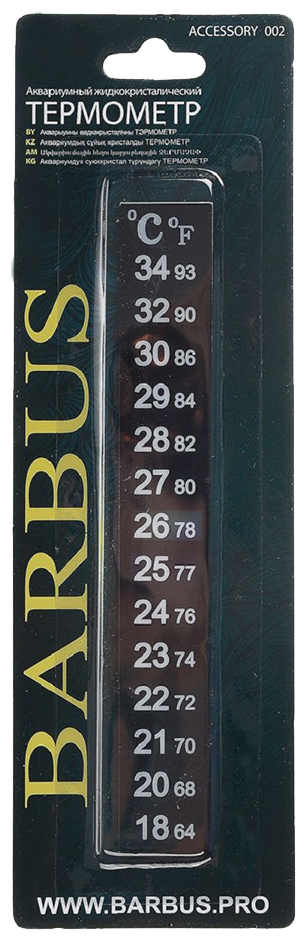 ACCESSORY 002
Аквариумный жидкокристалический
ТЕРМОМЕТР
BY Акварыумны вадкакрысталічны ТЭРМОМЕТР
KZ Аквариумдық сұйық кристалды ТЕРМОМЕТР
AM
KG Аквариумдук суюккристал түрүндөгү ТЕРМОМЕТР
BARBUS
°C °F
34 93
32 90
30 86
29 84
28 82
27 80
26 78
25 77
24 76
23 74
22 72
21 70
20 68
18 64
WWW.BARBUS.PRO